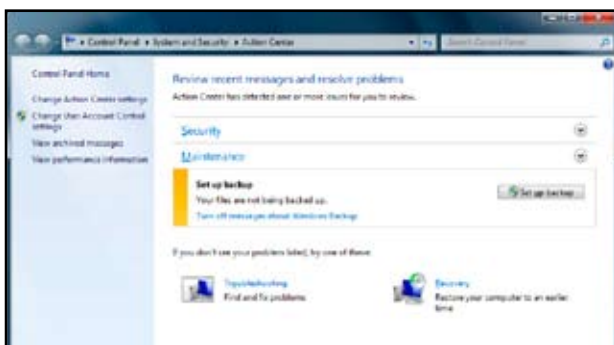 Control Panel ▸ System and Security ▸ Action Center
Search Control Panel
Control Panel Home
Change Action Center settings
Change User Account Control
settings
View archived messages
View performance information
Review recent messages and resolve problems
Action Center has detected one or more issues for you to review.
Security
Maintenance
Set up backup
Your files are not being backed up.
Turn off messages about Windows Backup
Set up backup
If you don't see your problem listed, try one of these:
Troubleshooting
Find and fix problems
Recovery
Restore your computer to an earlier
time